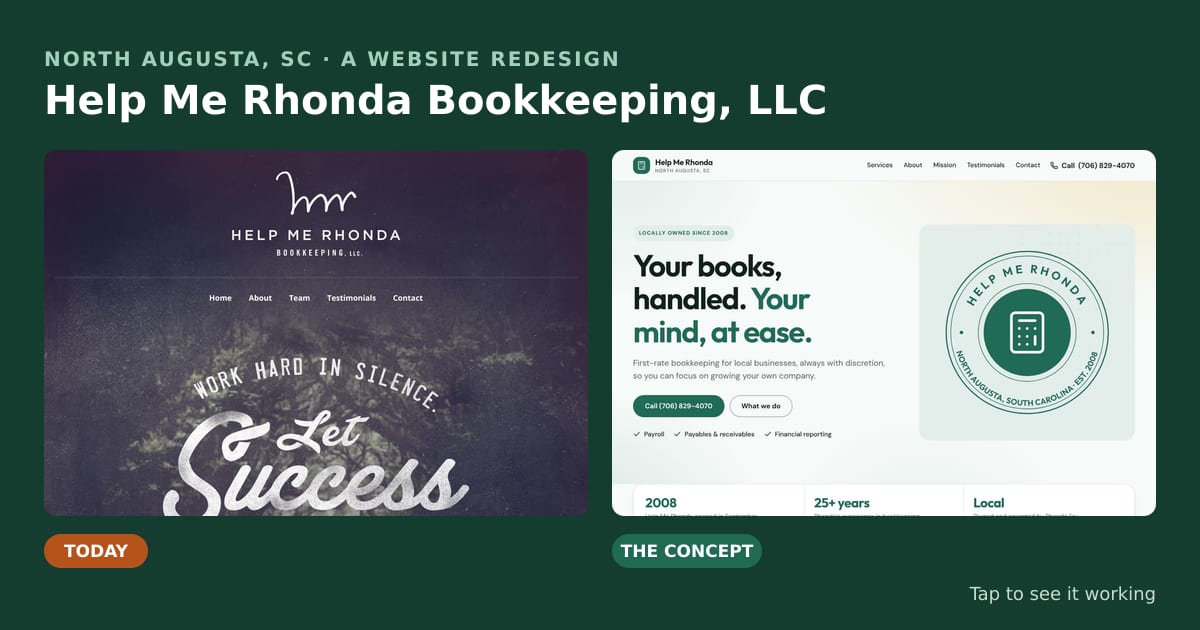 NORTH AUGUSTA, SC · A WEBSITE REDESIGN
Help Me Rhonda Bookkeeping, LLC
hmr
HELP ME RHONDA
BOOKKEEPING, LLC.
Home About Team Testimonials Contact
WORK HARD IN SILENCE.
Let
Success
Help Me Rhonda
NORTH AUGUSTA, SC
Services About Mission Testimonials Contact Call (706) 829-4070
LOCALLY OWNED SINCE 2008
Your books,
handled. Your
mind, at ease.
First-rate bookkeeping for local businesses, always with discretion,
so you can focus on growing your own company.
Call (706) 829-4070 What we do
Payroll Payables & receivables Financial reporting
HELP ME RHONDA
NORTH AUGUSTA, SOUTH CAROLINA · EST. 2008
2008 25+ years Local
TODAY
THE CONCEPT
Tap to see it working